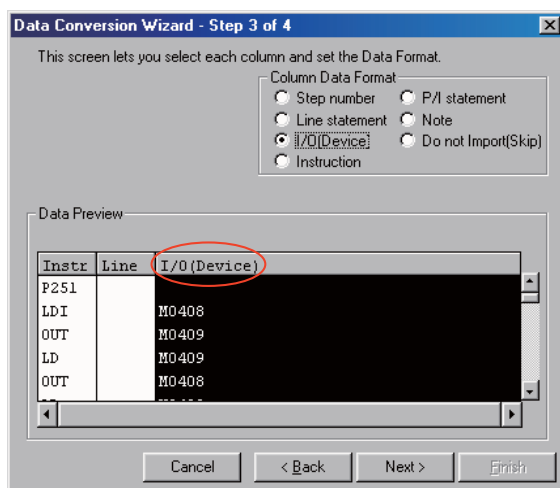 Data Conversion Wizard - Step 3 of 4
This screen lets you select each column and set the Data Format.
Column Data Format
Step number P/I statement
Line statement Note
I/O(Device) Do not Import(Skip)
Instruction
Data Preview
Instr Line I/O(Device)
P251
LDI M0408
OUT M0409
LD M0409
OUT M0408
Cancel < Back Next > Finish